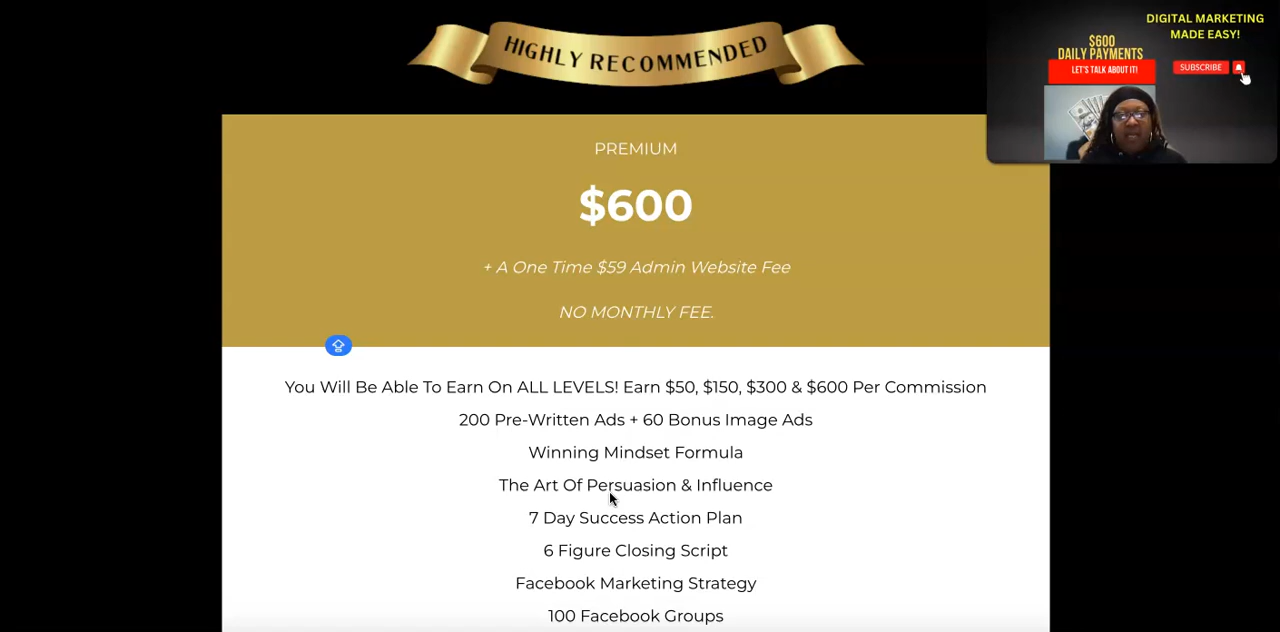 HIGHLY RECOMMENDED
DIGITAL MARKETING
MADE EASY!
$600
DAILY PAYMENTS
LET'S TALK ABOUT IT!
SUBSCRIBE
PREMIUM
$600
+ A One Time $59 Admin Website Fee
NO MONTHLY FEE.
You Will Be Able To Earn On ALL LEVELS! Earn $50, $150, $300 & $600 Per Commission
200 Pre-Written Ads + 60 Bonus Image Ads
Winning Mindset Formula
The Art Of Persuasion & Influence
7 Day Success Action Plan
6 Figure Closing Script
Facebook Marketing Strategy
100 Facebook Groups